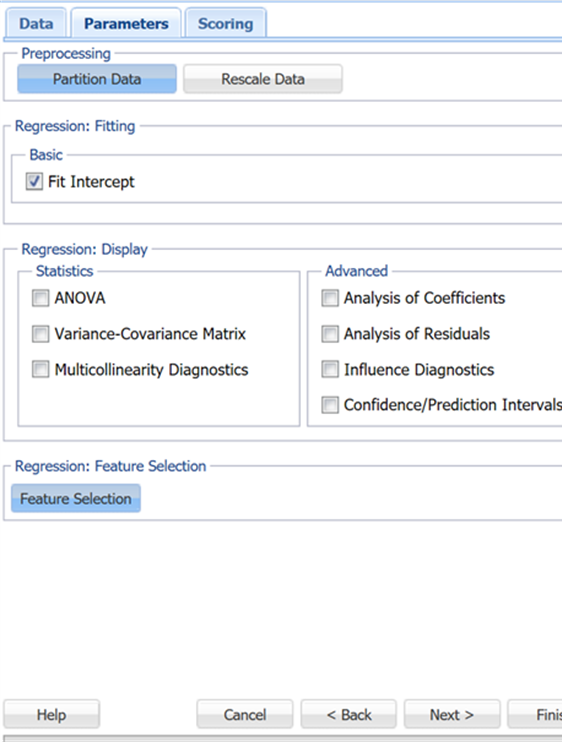 Data Parameters Scoring
Preprocessing
Partition Data Rescale Data
Regression: Fitting
Basic
Fit Intercept
Regression: Display
Statistics
ANOVA
Variance-Covariance Matrix
Multicollinearity Diagnostics
Advanced
Analysis of Coefficients
Analysis of Residuals
Influence Diagnostics
Confidence/Prediction Intervals
Regression: Feature Selection
Feature Selection
Help Cancel < Back Next > Finis